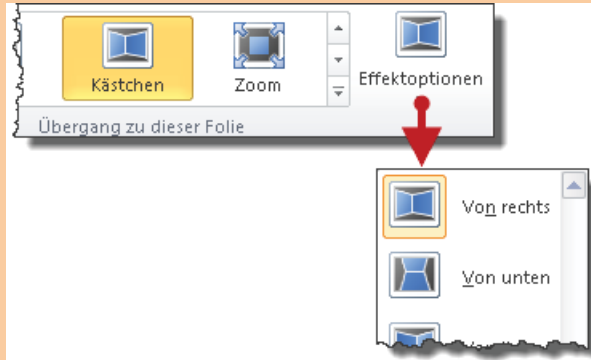 Kästchen
Zoom
Effektoptionen
Übergang zu dieser Folie
Von rechts
Von unten